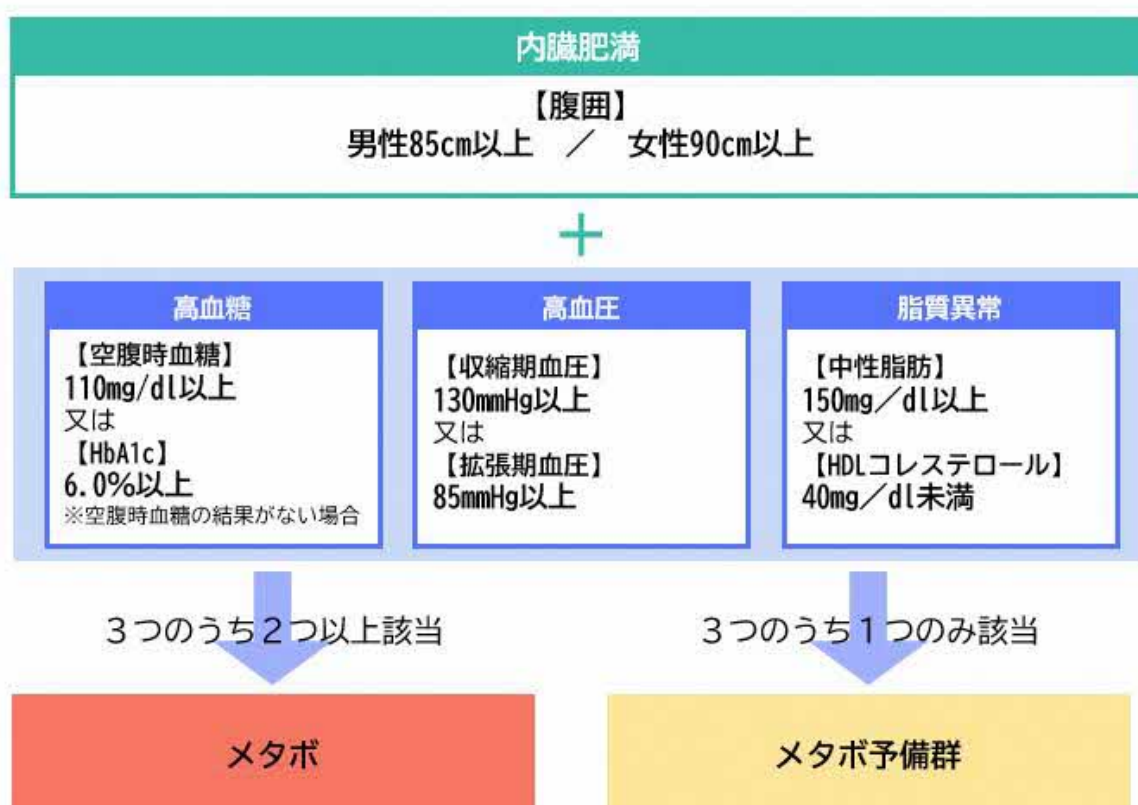 内臓肥満
【腹囲】
男性85cm以上　／　女性90cm以上
＋
高血糖
【空腹時血糖】
110mg/dl以上
又は
【HbA1c】
6.0%以上
※空腹時血糖の結果がない場合
高血圧
【収縮期血圧】
130mmHg以上
又は
【拡張期血圧】
85mmHg以上
脂質異常
【中性脂肪】
150mg／dl以上
又は
【HDLコレステロール】
40mg／dl未満
３つのうち２つ以上該当
３つのうち１つのみ該当
メタボ
メタボ予備群